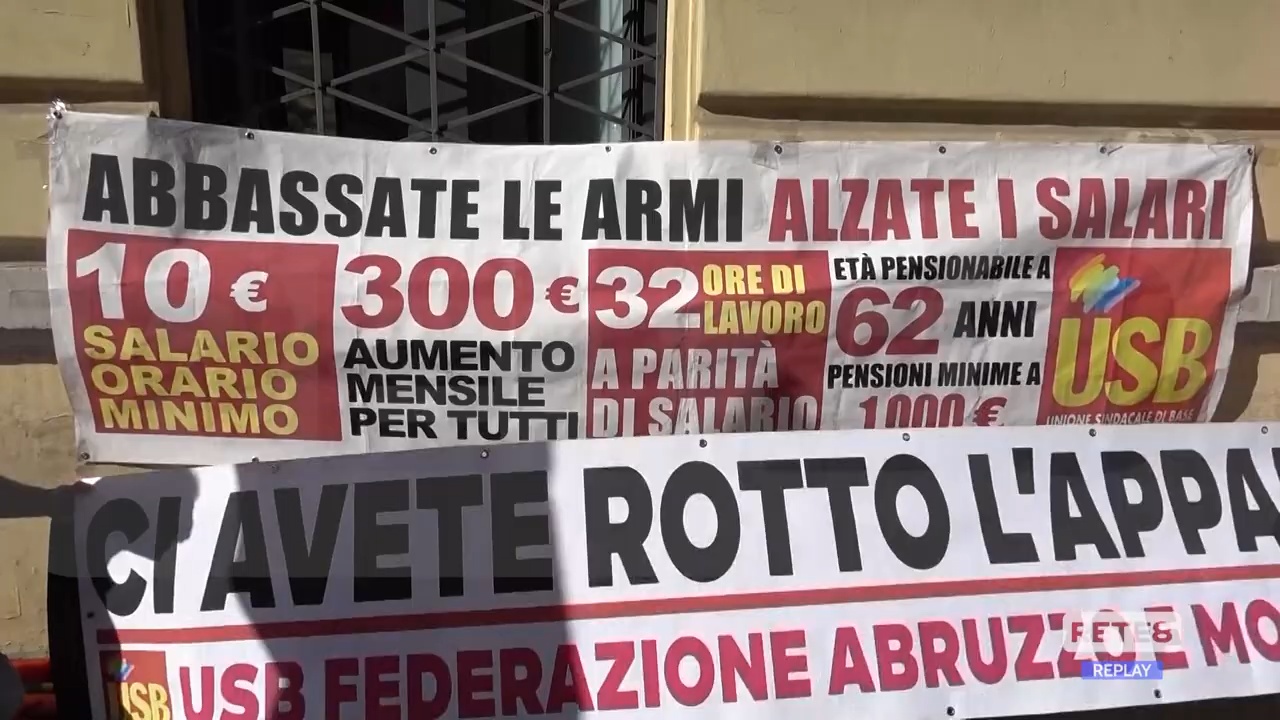 ABBASSATE LE ARMI ALZATE I SALARI
10 €
SALARIO
ORARIO
MINIMO
300 €
AUMENTO
MENSILE
PER TUTTI
32 ORE DI
LAVORO
A PARITÀ
DI SALARIO
ETÀ PENSIONABILE A
62 ANNI
PENSIONI MINIME A
1000 €
USB
UNIONE SINDACALE DI BASE
CI AVETE ROTTO L'APPA
USB
USB FEDERAZIONE ABRUZZO E MO
RETE8
REPLAY